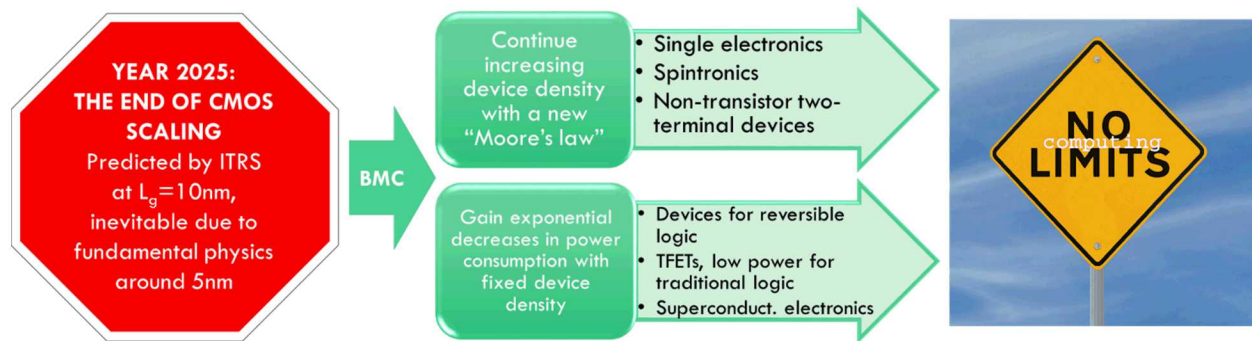 YEAR 2025:
THE END OF CMOS
SCALING
Predicted by ITRS
at Lg=10nm,
inevitable due to
fundamental physics
around 5nm
BMC
Continue
increasing
device density
with a new
“Moore’s law”
• Single electronics
• Spintronics
• Non-transistor two-
terminal devices
Gain exponential
decreases in power
consumption with
fixed device
density
• Devices for reversible
logic
• TFETs, low power for
traditional logic
• Superconduct. electronics
NO
computing
LIMITS